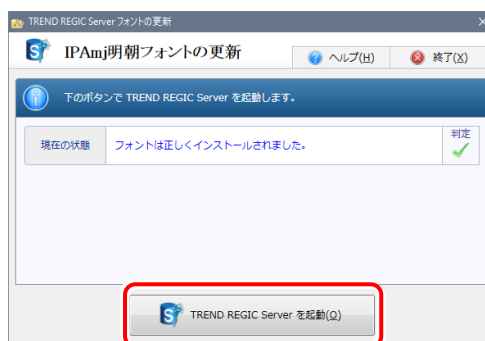 TREND REGIC Server フォントの更新
IPAmj明朝フォントの更新
ヘルプ(H)
終了(X)
下のボタンで TREND REGIC Server を起動します。
現在の状態
フォントは正しくインストールされました。
判定
TREND REGIC Server を起動(O)